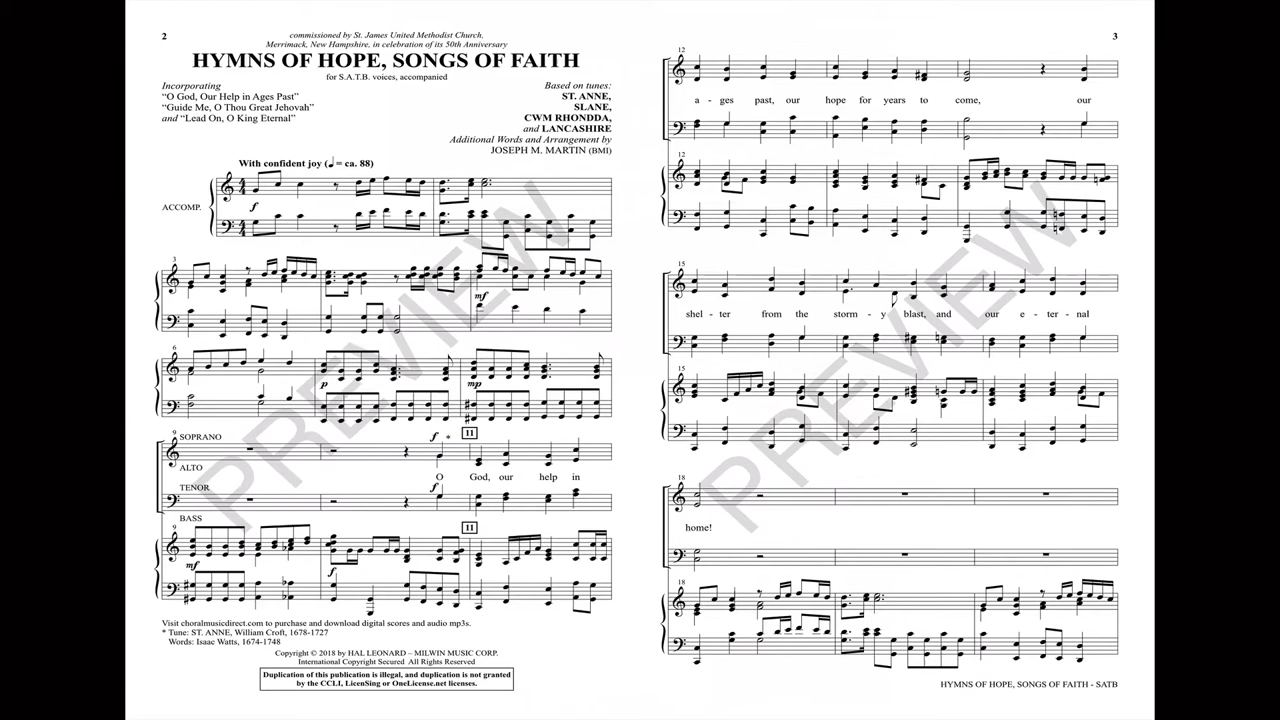 2
commissioned by St. James United Methodist Church,
Merrimack, New Hampshire, in celebration of its 50th Anniversary
HYMNS OF HOPE, SONGS OF FAITH
for S.A.T.B. voices, accompanied
Incorporating
“O God, Our Help in Ages Past”
“Guide Me, O Thou Great Jehovah”
and “Lead On, O King Eternal”
Based on tunes:
ST. ANNE,
SLANE,
CWM RHONDDA,
and LANCASHIRE
Additional Words and Arrangement by
JOSEPH M. MARTIN (BMI)
With confident joy (♩ = ca. 88)
ACCOMP.
f
3
mf
6
p
mp
9
SOPRANO
f
*
11
ALTO
O God, our help in
TENOR
f
BASS
9
11
mf
f
PREVIEW
Visit choralmusicdirect.com to purchase and download digital scores and audio mp3s.
* Tune: ST. ANNE, William Croft, 1678-1727
Words: Isaac Watts, 1674-1748
Copyright © 2018 by HAL LEONARD – MILWIN MUSIC CORP.
International Copyright Secured All Rights Reserved
Duplication of this publication is illegal, and duplication is not granted
by the CCLI, LicenSing or OneLicense.net licenses.
3
12
a - ges past, our hope for years to come, our
12
15
shel - ter from the storm - y blast, and our e - ter - nal
15
18
home!
18
PREVIEW
HYMNS OF HOPE, SONGS OF FAITH - SATB